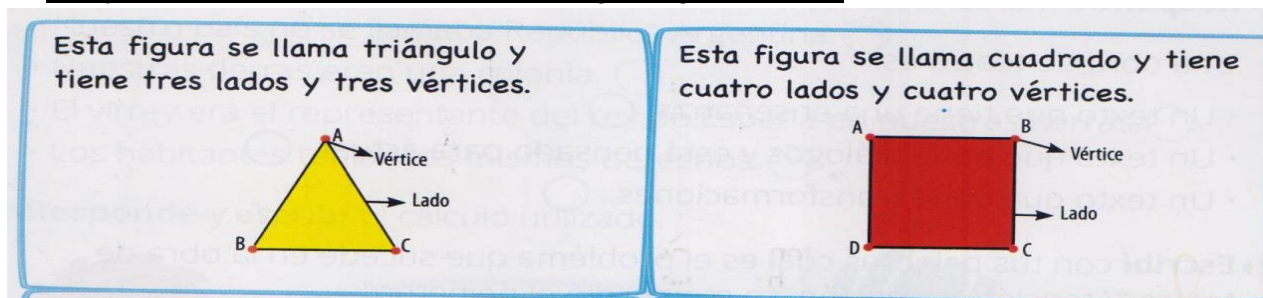 Esta figura se llama triángulo y
tiene tres lados y tres vértices.
A
Vértice
Lado
B
C
Esta figura se llama cuadrado y tiene
cuatro lados y cuatro vértices.
A
B
Vértice
Lado
D
C